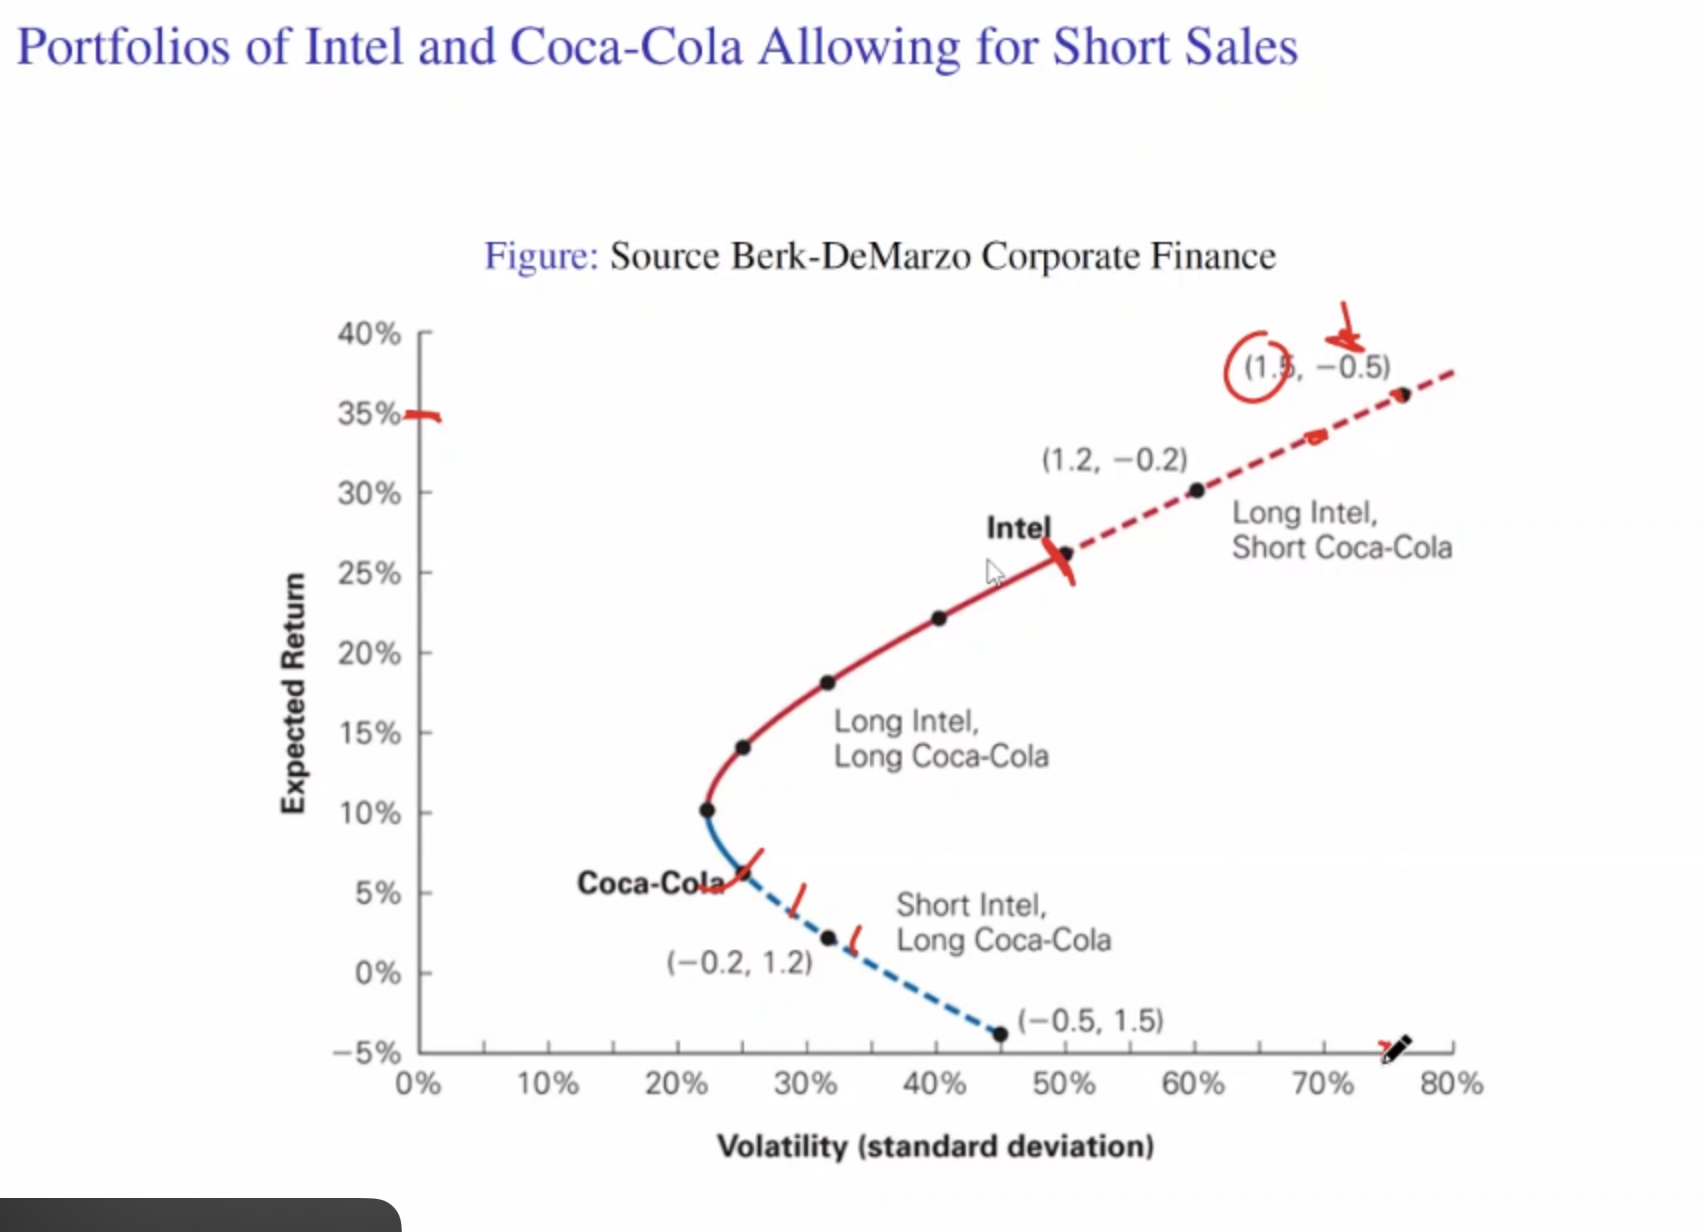 Portfolios of Intel and Coca-Cola Allowing for Short Sales
Figure: Source Berk-DeMarzo Corporate Finance
40%
35%
30%
25%
20%
15%
10%
5%
0%
−5%
Expected Return
(1.5, −0.5)
(1.2, −0.2)
Intel
Long Intel,
Short Coca-Cola
Long Intel,
Long Coca-Cola
Coca-Cola
Short Intel,
Long Coca-Cola
(−0.2, 1.2)
(−0.5, 1.5)
0% 10% 20% 30% 40% 50% 60% 70% 80%
Volatility (standard deviation)